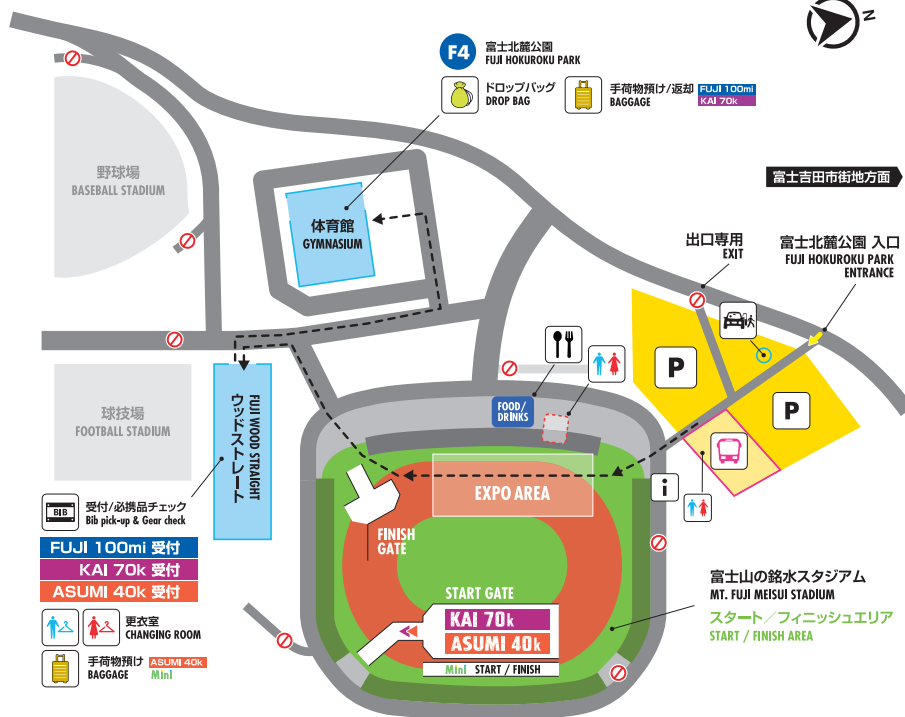 N
F4
富士北麓公園
FUJI HOKUROKU PARK
ドロップバッグ
DROP BAG
手荷物預け/返却
BAGGAGE
FUJI 100mi
KAI 70k
野球場
BASEBALL STADIUM
体育館
GYMNASIUM
富士吉田市街地方面
出口専用
EXIT
富士北麓公園 入口
FUJI HOKUROKU PARK
ENTRANCE
P
P
球技場
FOOTBALL STADIUM
FUJI WOOD STRAIGHT
ウッドストレート
FOOD/
DRINKS
EXPO AREA
i
BIB
受付/必携品チェック
Bib pick-up & Gear check
FUJI 100mi 受付
KAI 70k 受付
ASUMI 40k 受付
更衣室
CHANGING ROOM
手荷物預け
BAGGAGE
ASUMI 40k
Mini
FINISH
GATE
START GATE
KAI 70k
ASUMI 40k
Mini START / FINISH
富士山の銘水スタジアム
MT. FUJI MEISUI STADIUM
スタート／フィニッシュエリア
START / FINISH AREA